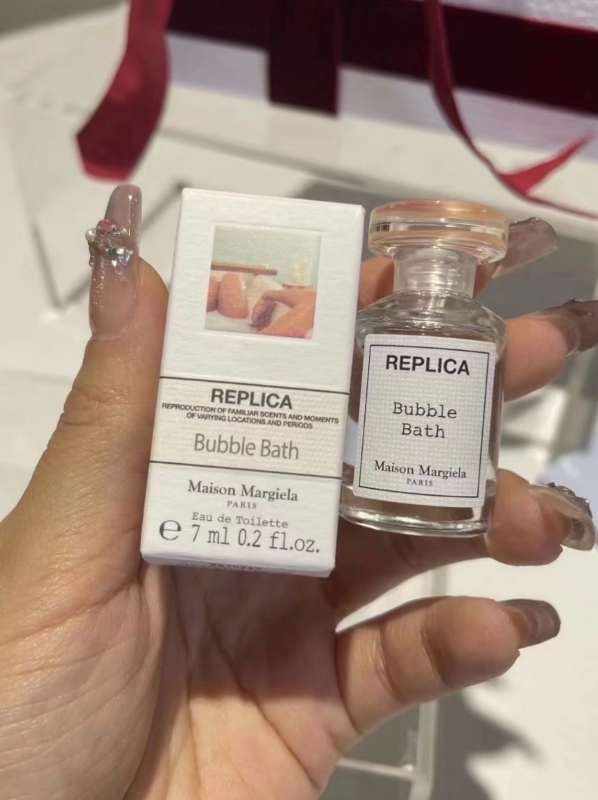 REPLICA
REPRODUCTION OF FAMILIAR SCENTS AND MOMENTS
OF VARYING LOCATIONS AND PERIODS
Bubble Bath
Maison Margiela
PARIS
Eau de Toilette
℮ 7 ml 0.2 fl.oz.
REPLICA
Bubble
Bath
Maison Margiela
PARIS